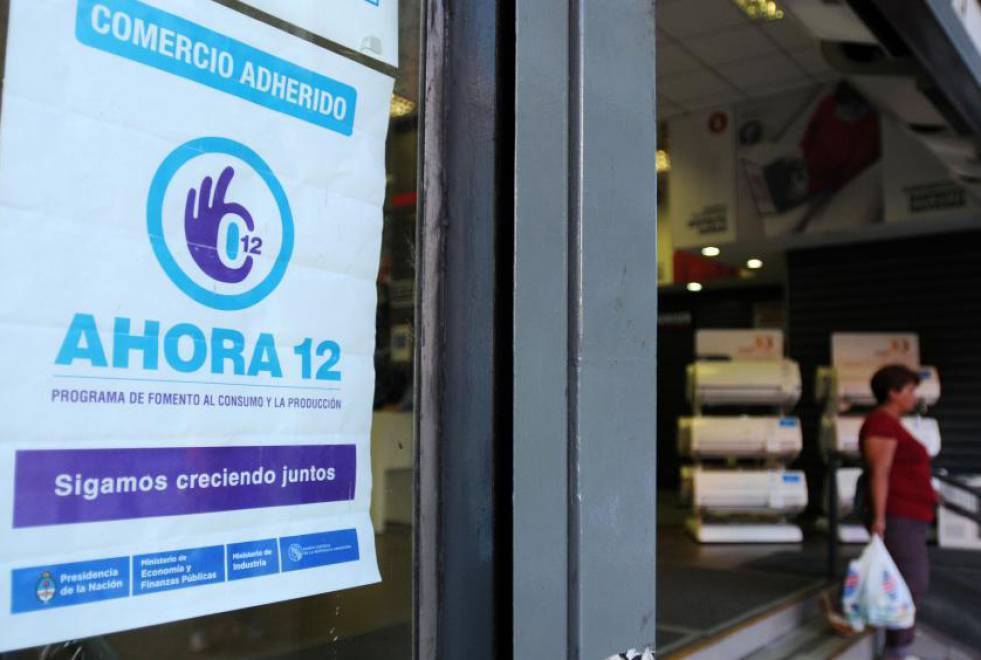 COMERCIO ADHERIDO
12
AHORA 12
PROGRAMA DE FOMENTO AL CONSUMO Y LA PRODUCCIÓN
Sigamos creciendo juntos
Presidencia
de la Nación
Ministerio de
Economía y
Finanzas Públicas
Ministerio de
Industria